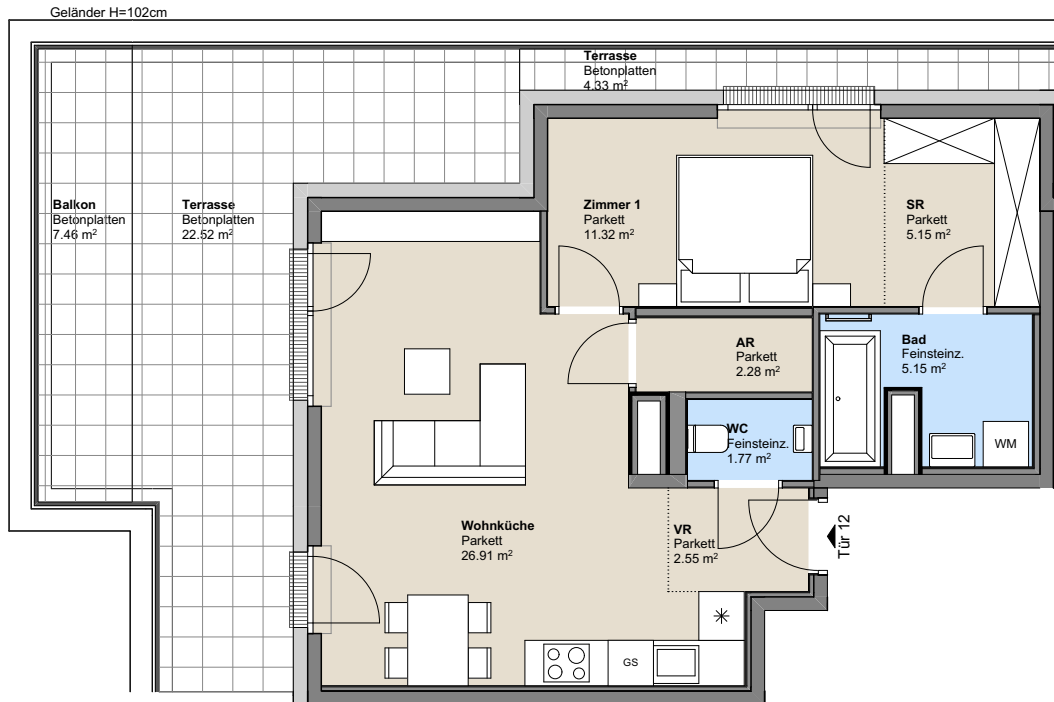 Geländer H=102cm
Terrasse
Betonplatten
4.33 m²
Balkon
Betonplatten
7.46 m²
Terrasse
Betonplatten
22.52 m²
Zimmer 1
Parkett
11.32 m²
SR
Parkett
5.15 m²
AR
Parkett
2.28 m²
Bad
Feinsteinz.
5.15 m²
WC
Feinsteinz.
1.77 m²
WM
Wohnküche
Parkett
26.91 m²
VR
Parkett
2.55 m²
Tür 12
GS